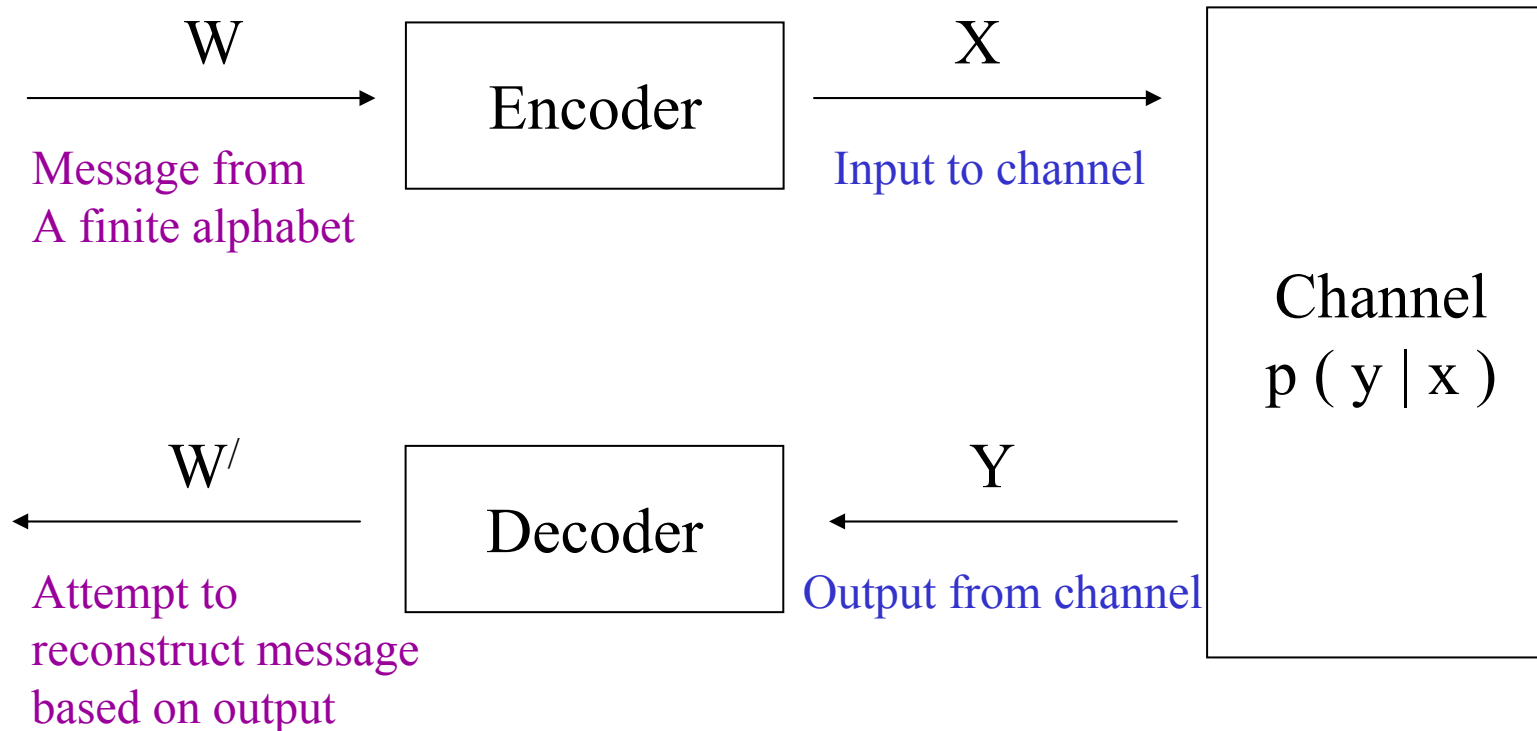 W
Encoder
X
Message from
A finite alphabet
Input to channel
Channel
p ( y | x )
W/
Decoder
Y
Attempt to
reconstruct message
based on output
Output from channel